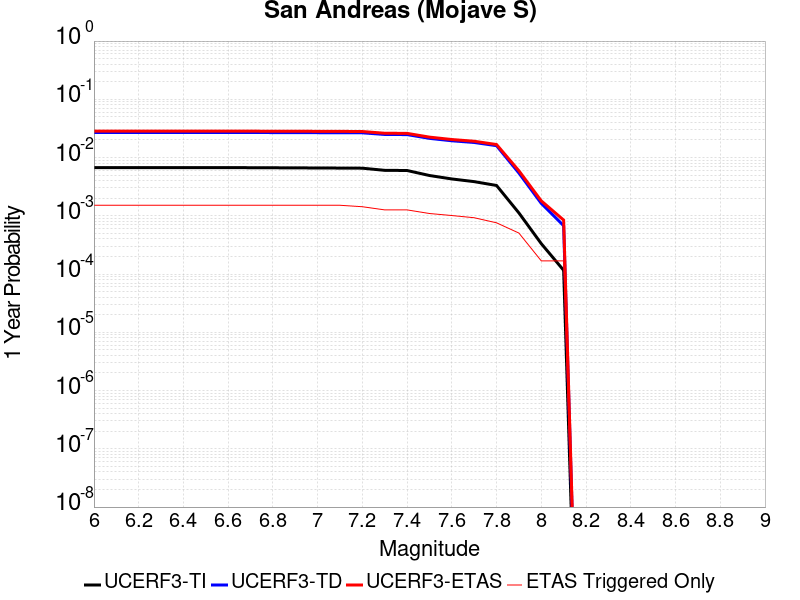 San Andreas (Mojave S)
10^0
10^-1
10^-2
10^-3
10^-4
10^-5
10^-6
10^-7
10^-8
1 Year Probability
6 6.2 6.4 6.6 6.8 7 7.2 7.4 7.6 7.8 8 8.2 8.4 8.6 8.8 9
Magnitude
UCERF3-TI UCERF3-TD UCERF3-ETAS ETAS Triggered Only